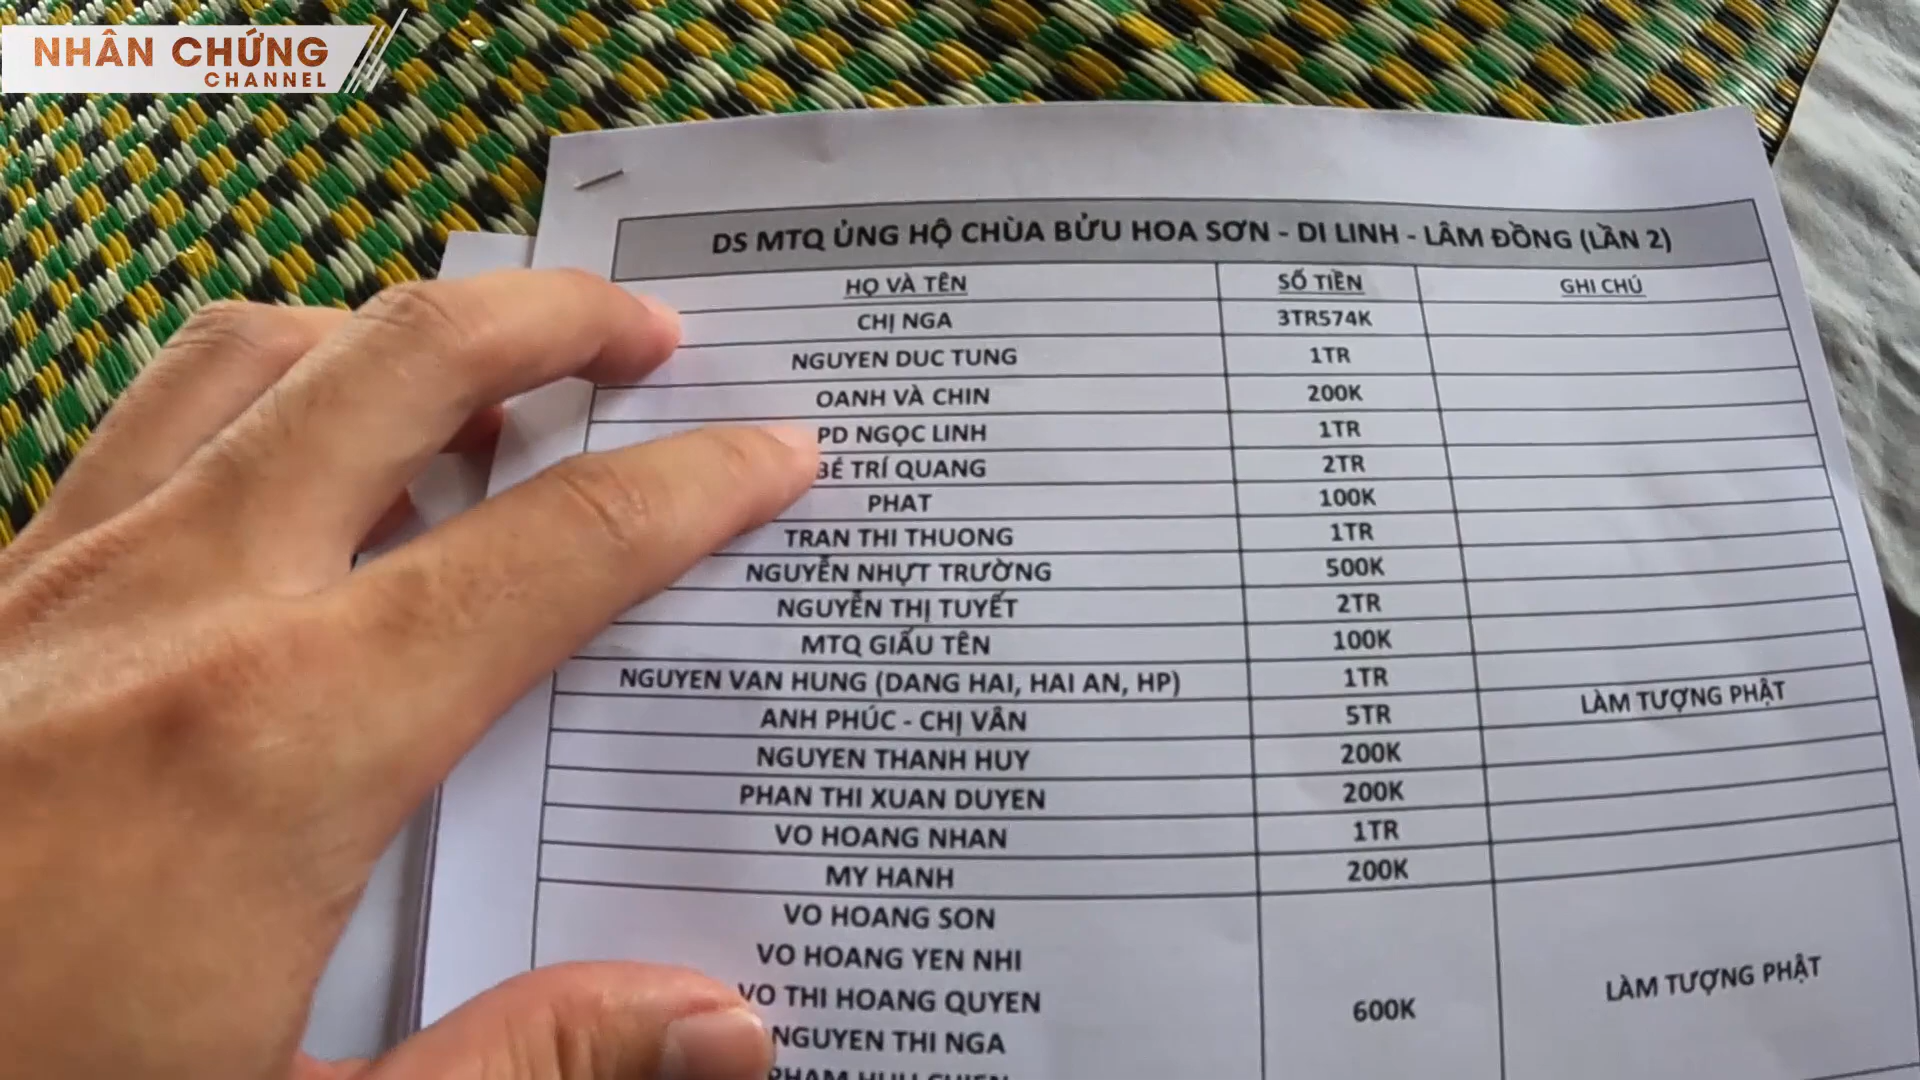 NHÂN CHỨNG
CHANNEL
DS MTQ ỦNG HỘ CHÙA BỬU HOA SƠN - DI LINH - LÂM ĐỒNG (LẦN 2)
HỌ VÀ TÊN SỐ TIỀN GHI CHÚ
CHỊ NGA 3TR574K
NGUYEN DUC TUNG 1TR
OANH VÀ CHIN 200K
PD NGỌC LINH 1TR
BÉ TRÍ QUANG 2TR
PHAT 100K
TRAN THI THUONG 1TR
NGUYỄN NHỰT TRƯỜNG 500K
NGUYỄN THỊ TUYẾT 2TR
MTQ GIẤU TÊN 100K
NGUYEN VAN HUNG (DANG HAI, HAI AN, HP) 1TR
ANH PHÚC - CHỊ VÂN 5TR LÀM TƯỢNG PHẬT
NGUYEN THANH HUY 200K
PHAN THI XUAN DUYEN 200K
VO HOANG NHAN 1TR
MY HANH 200K
VO HOANG SON
VO HOANG YEN NHI
VO THI HOANG QUYEN 600K LÀM TƯỢNG PHẬT
NGUYEN THI NGA